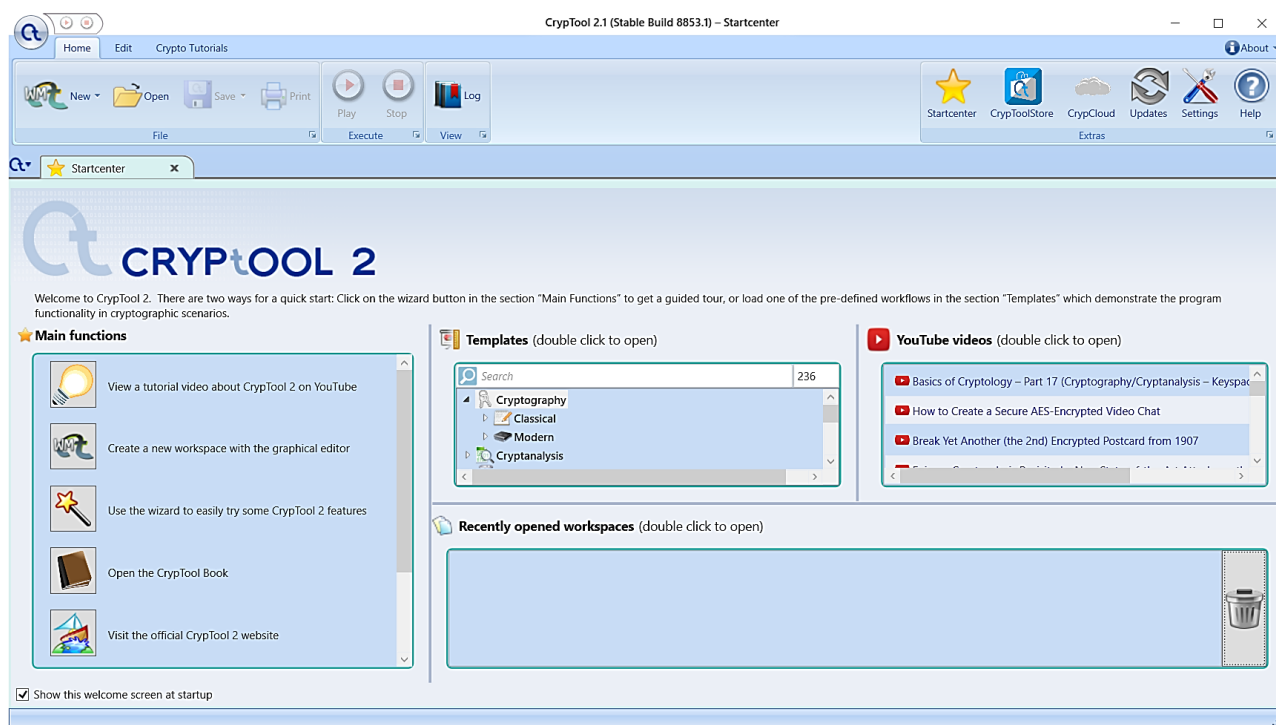 CrypTool 2.1 (Stable Build 8853.1) – Startcenter
Home Edit Crypto Tutorials About
New Open Save Print Play Stop Log Startcenter CrypToolStore CrypCloud Updates Settings Help
File Execute View Extras
Startcenter
CRYPtOOL 2
Welcome to CrypTool 2. There are two ways for a quick start: Click on the wizard button in the section "Main Functions" to get a guided tour, or load one of the pre-defined workflows in the section "Templates" which demonstrate the program
functionality in cryptographic scenarios.
Main functions
View a tutorial video about CrypTool 2 on YouTube
Create a new workspace with the graphical editor
Use the wizard to easily try some CrypTool 2 features
Open the CrypTool Book
Visit the official CrypTool 2 website
Templates (double click to open)
Search 236
Cryptography
Classical
Modern
Cryptanalysis
YouTube videos (double click to open)
Basics of Cryptology – Part 17 (Cryptography/Cryptanalysis – Keyspac
How to Create a Secure AES-Encrypted Video Chat
Break Yet Another (the 2nd) Encrypted Postcard from 1907
Recently opened workspaces (double click to open)
Show this welcome screen at startup